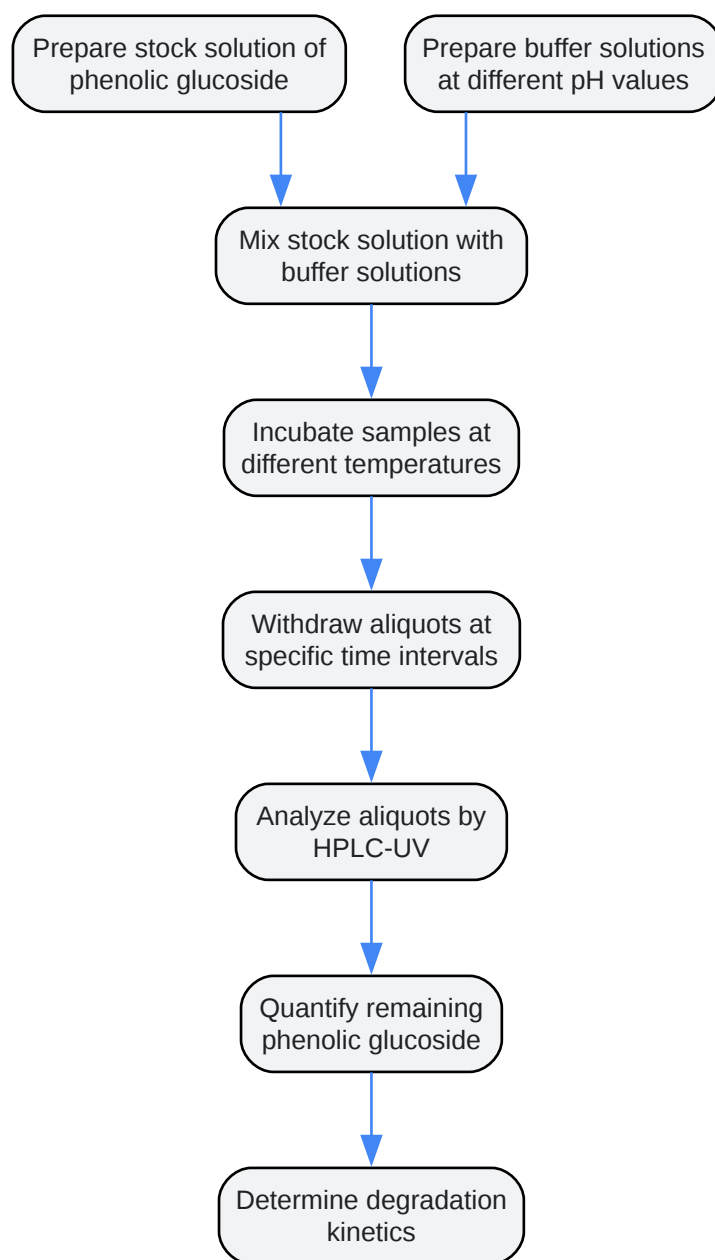 Prepare stock solution of
phenolic glucoside
Prepare buffer solutions
at different pH values
Mix stock solution with
buffer solutions
Incubate samples at
different temperatures
Withdraw aliquots at
specific time intervals
Analyze aliquots by
HPLC-UV
Quantify remaining
phenolic glucoside
Determine degradation
kinetics